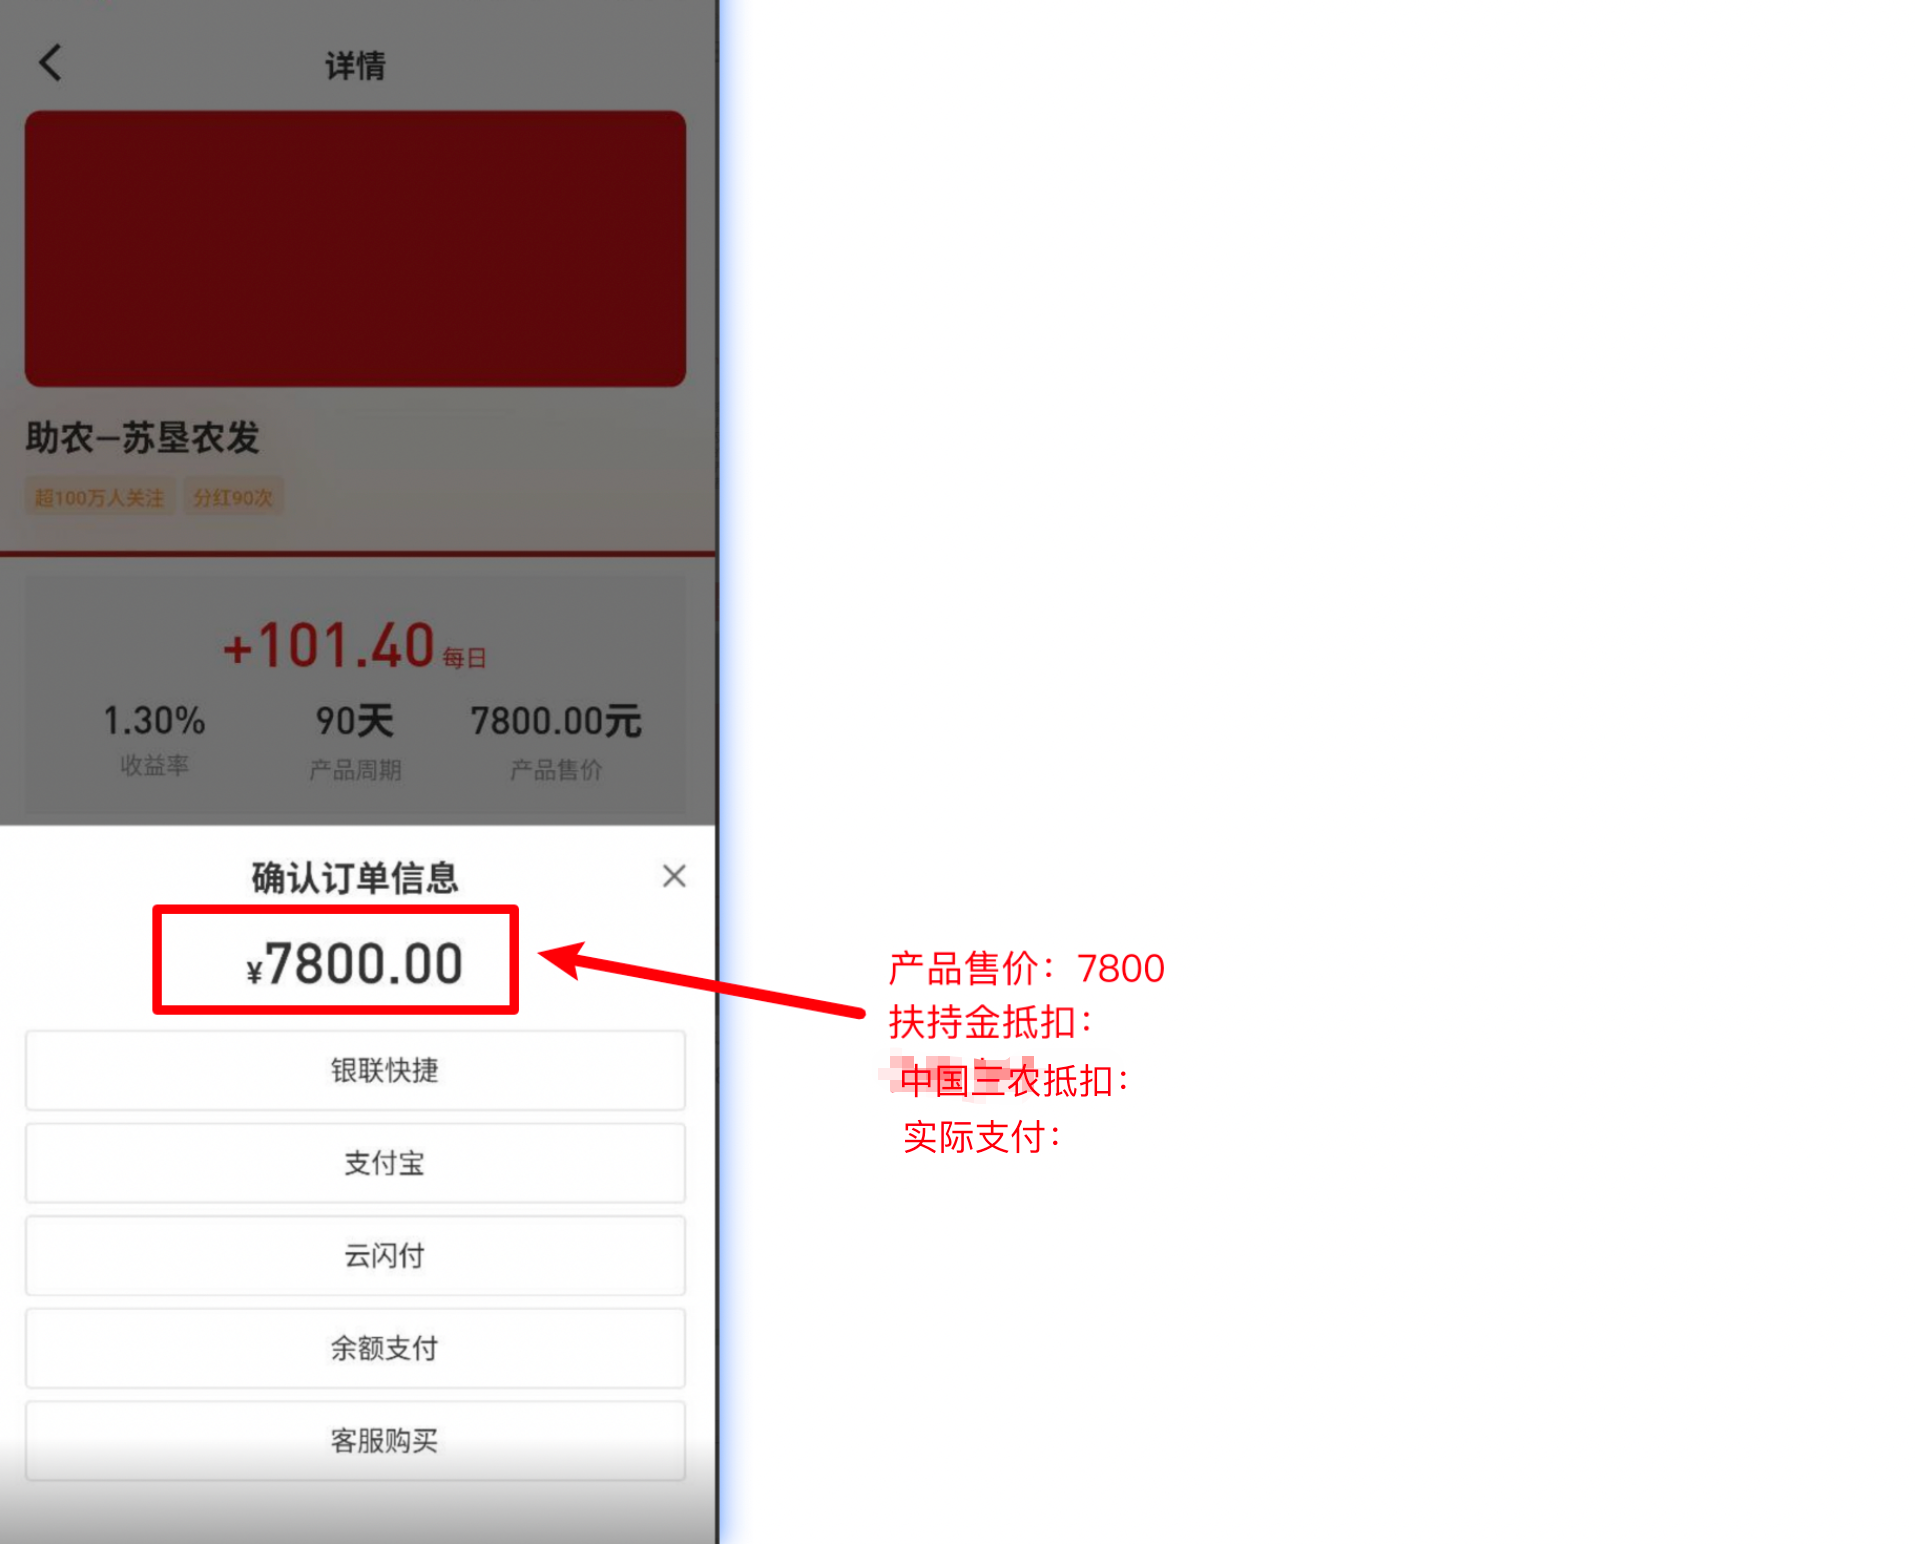 详情
助农—苏垦农发
超100万人关注 分红90次
+101.40每日
1.30% 90天 7800.00元
收益率 产品周期 产品售价
确认订单信息
¥7800.00
银联快捷
支付宝
云闪付
余额支付
客服购买
产品售价：7800
扶持金抵扣：
中国三农抵扣：
实际支付：